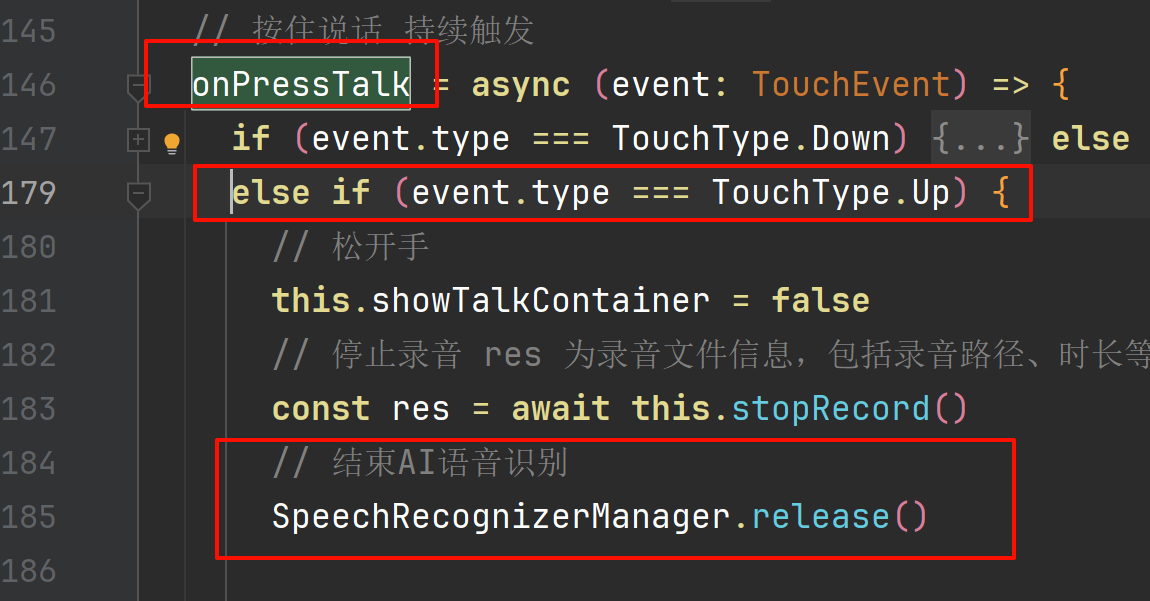 145 // 按住说话 持续触发
146 onPressTalk = async (event: TouchEvent) => {
147 if (event.type === TouchType.Down) {...} else
179 else if (event.type === TouchType.Up) {
180 // 松开手
181 this.showTalkContainer = false
182 // 停止录音 res 为录音文件信息，包括录音路径、时长等
183 const res = await this.stopRecord()
184 // 结束AI语音识别
185 SpeechRecognizerManager.release()
186